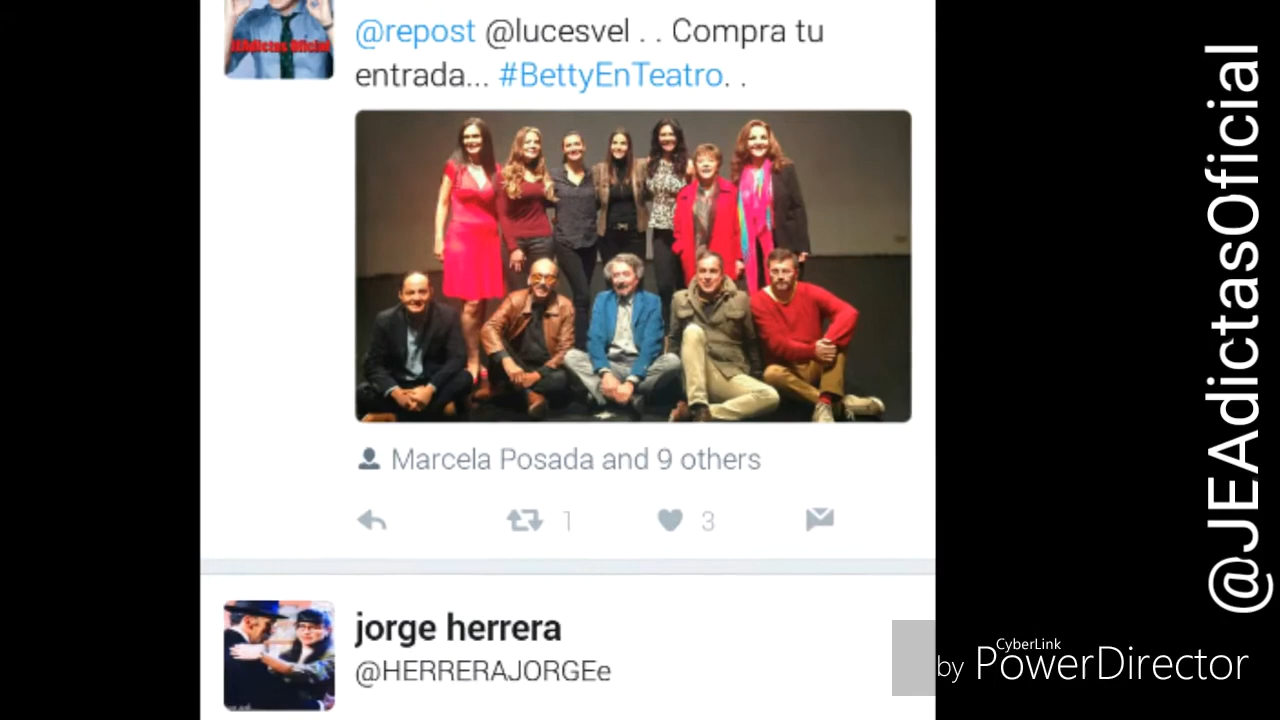 @repost @lucesvel . . Compra tu
entrada... #BettyEnTeatro. .
Marcela Posada and 9 others
1
3
jorge herrera
@HERRERAJORGEe
@JEAdictasOficial
CyberLink
by PowerDirector